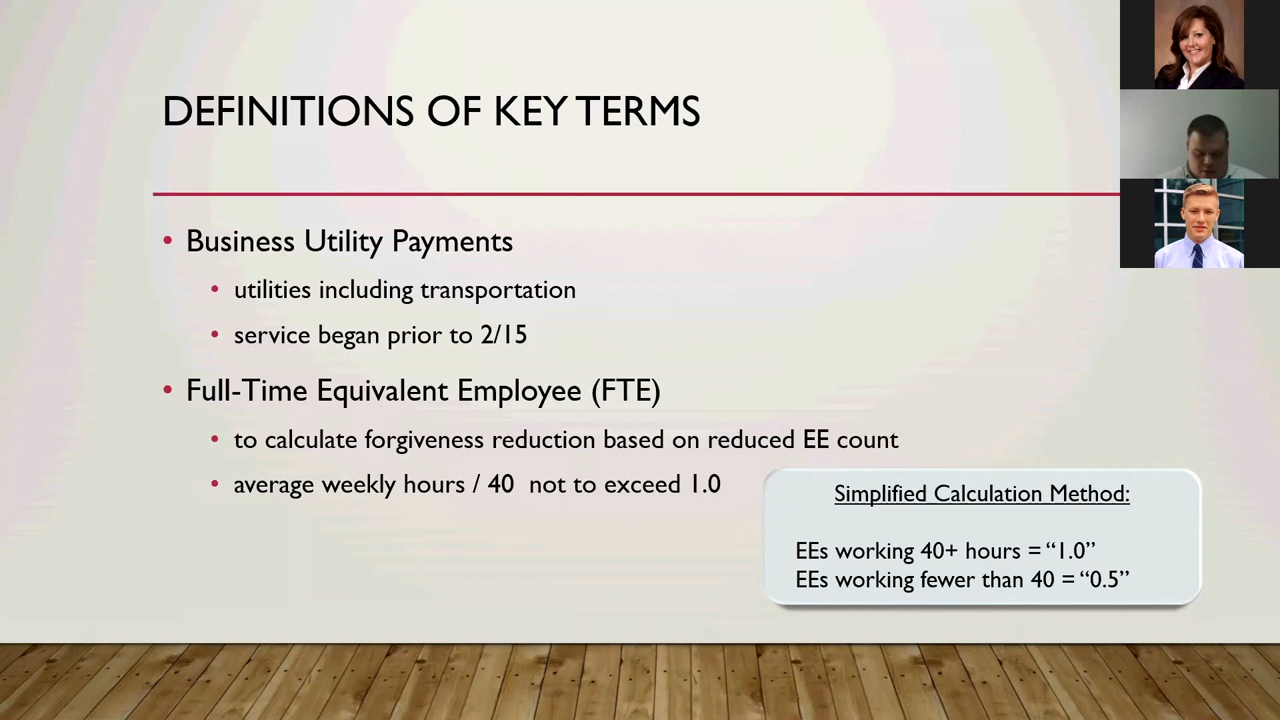 DEFINITIONS OF KEY TERMS
• Business Utility Payments
• utilities including transportation
• service began prior to 2/15
• Full-Time Equivalent Employee (FTE)
• to calculate forgiveness reduction based on reduced EE count
• average weekly hours / 40  not to exceed 1.0
Simplified Calculation Method:
EEs working 40+ hours = “1.0”
EEs working fewer than 40 = “0.5”